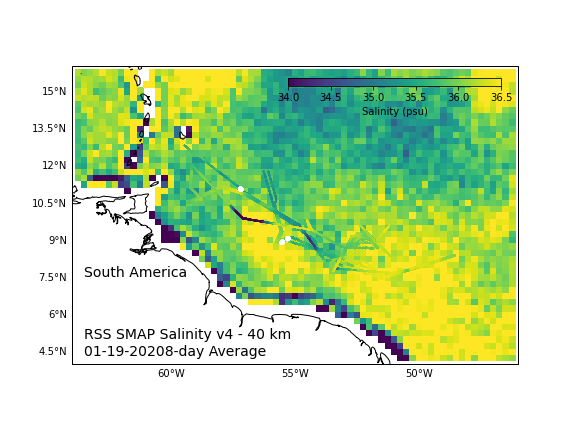 15°N
34.0 34.5 35.0 35.5 36.0 36.5
Salinity (psu)
13.5°N
12°N
10.5°N
9°N
7.5°N
South America
6°N
RSS SMAP Salinity v4 - 40 km
4.5°N
01-19-20208-day Average
60°W 55°W 50°W